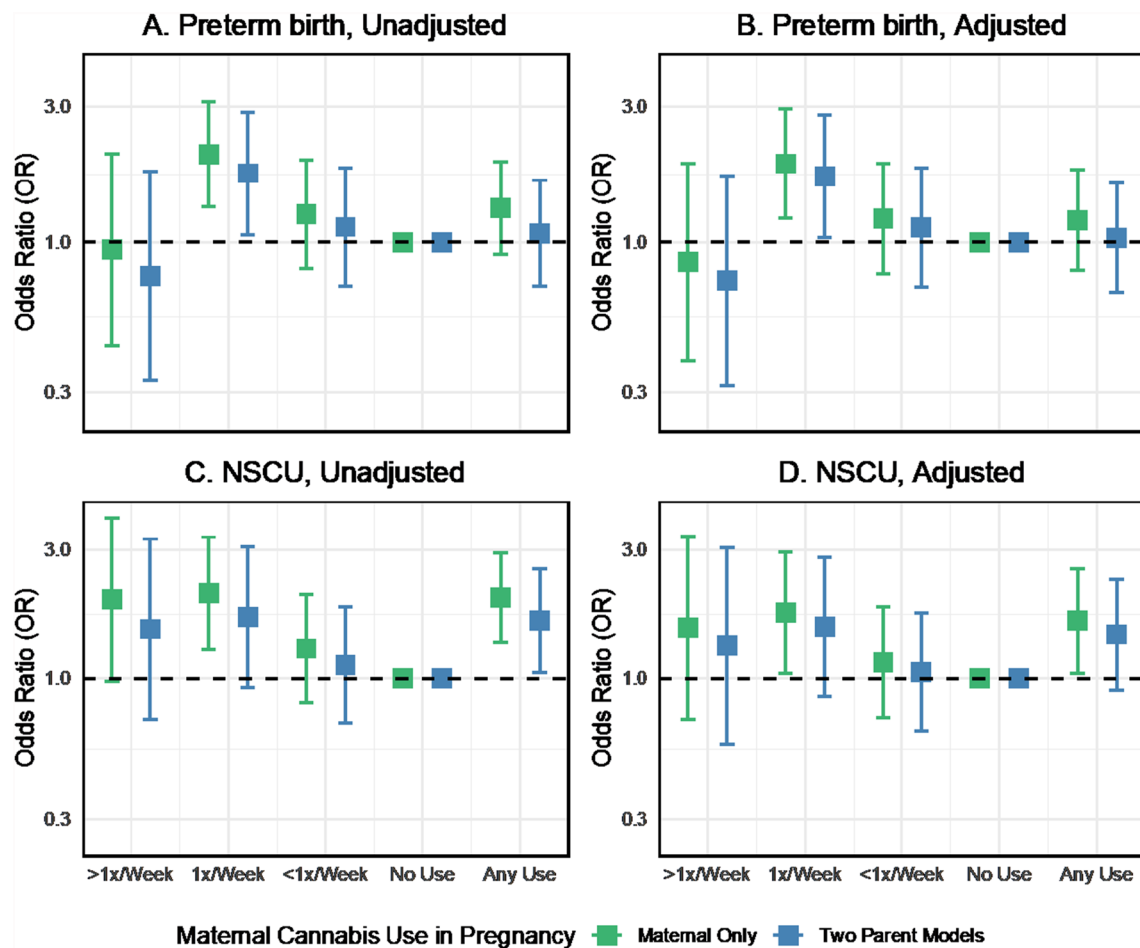 A. Preterm birth, Unadjusted
Odds Ratio (OR)
3.0
1.0
0.3
B. Preterm birth, Adjusted
Odds Ratio (OR)
3.0
1.0
0.3
C. NSCU, Unadjusted
Odds Ratio (OR)
3.0
1.0
0.3
>1x/Week 1x/Week <1x/Week No Use Any Use
D. NSCU, Adjusted
Odds Ratio (OR)
3.0
1.0
0.3
>1x/Week 1x/Week <1x/Week No Use Any Use
Maternal Cannabis Use in Pregnancy Maternal Only Two Parent Models